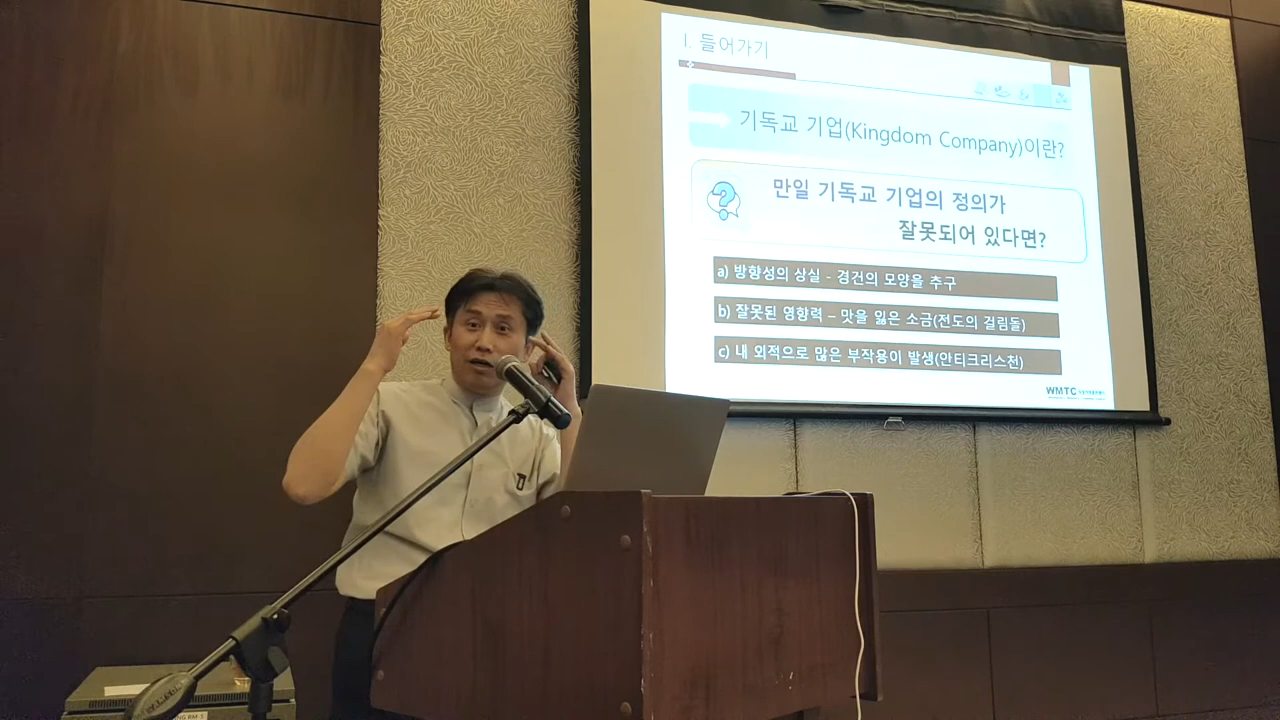 I. 들어가기
기독교 기업(Kingdom Company)이란?
만일 기독교 기업의 정의가
잘못되어 있다면?
a) 방향성의 상실 - 경건의 모양을 추구
b) 잘못된 영향력 – 맛을 잃은 소금(전도의 걸림돌)
c) 내 외적으로 많은 부작용이 발생(안티크리스천)
WMTC